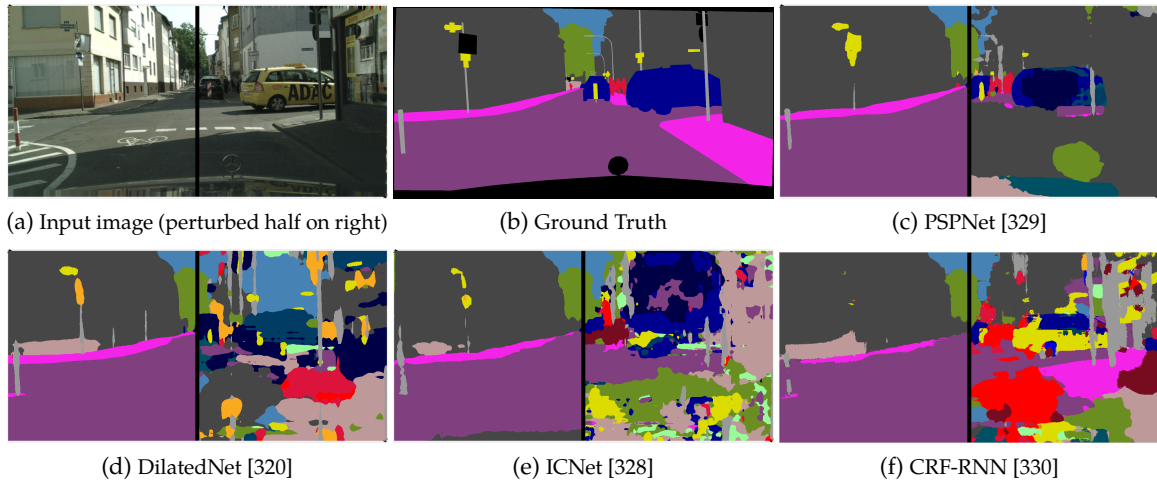 ADAC
(a) Input image (perturbed half on right)
(b) Ground Truth
(c) PSPNet [329]
(d) DilatedNet [320]
(e) ICNet [328]
(f) CRF-RNN [330]